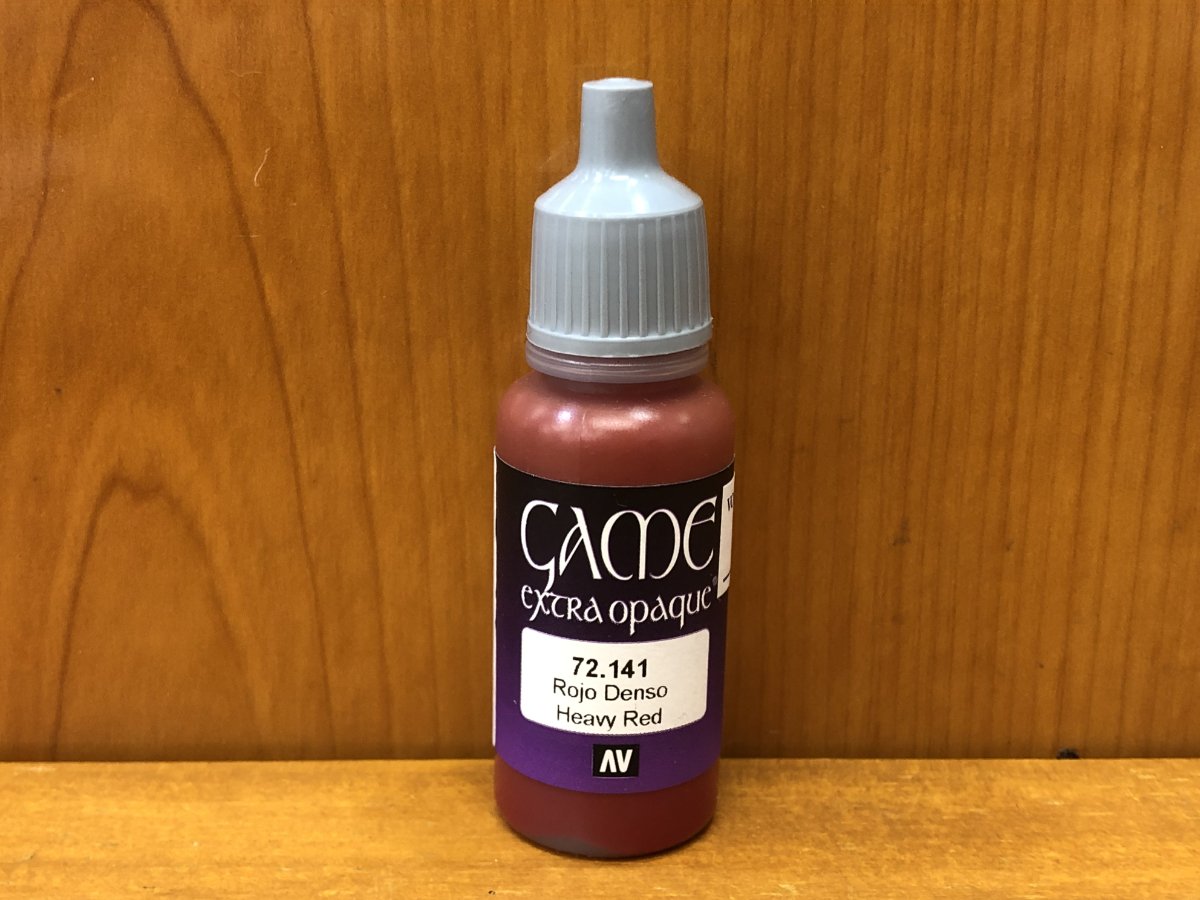 GAME
extra opaque
72.141
Rojo Denso
Heavy Red
AV